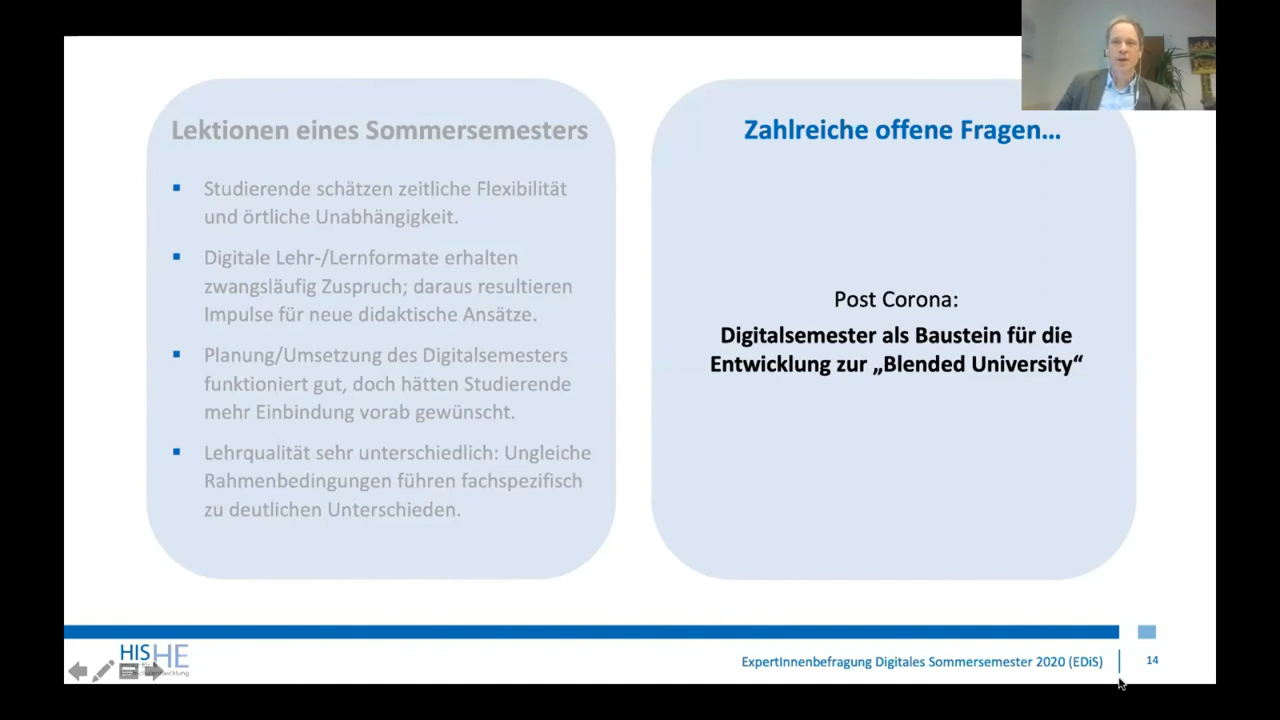 Lektionen eines Sommersemesters
Studierende schätzen zeitliche Flexibilität
und örtliche Unabhängigkeit.
Digitale Lehr-/Lernformate erhalten
zwangsläufig Zuspruch; daraus resultieren
Impulse für neue didaktische Ansätze.
Planung/Umsetzung des Digitalsemesters
funktioniert gut, doch hätten Studierende
mehr Einbindung vorab gewünscht.
Lehrqualität sehr unterschiedlich: Ungleiche
Rahmenbedingungen führen fachspezifisch
zu deutlichen Unterschieden.
Zahlreiche offene Fragen…
Post Corona:
Digitalsemester als Baustein für die
Entwicklung zur „Blended University“
HIS HE
ExpertInnenbefragung Digitales Sommersemester 2020 (EDiS)
14